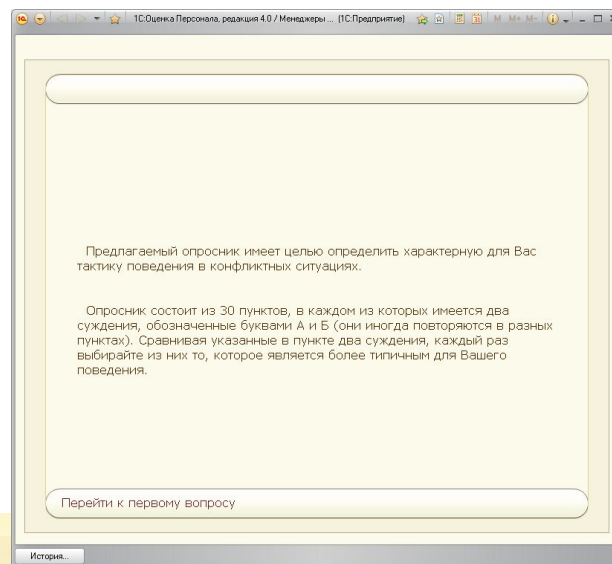 1С:Оценка Персонала, редакция 4.0 / Менеджеры ... (1С:Предприятие)
M M+ M-
Предлагаемый опросник имеет целью определить характерную для Вас
тактику поведения в конфликтных ситуациях.
Опросник состоит из 30 пунктов, в каждом из которых имеется два
суждения, обозначенные буквами А и Б (они иногда повторяются в разных
пунктах). Сравнивая указанные в пункте два суждения, каждый раз
выбирайте из них то, которое является более типичным для Вашего
поведения.
Перейти к первому вопросу
История...